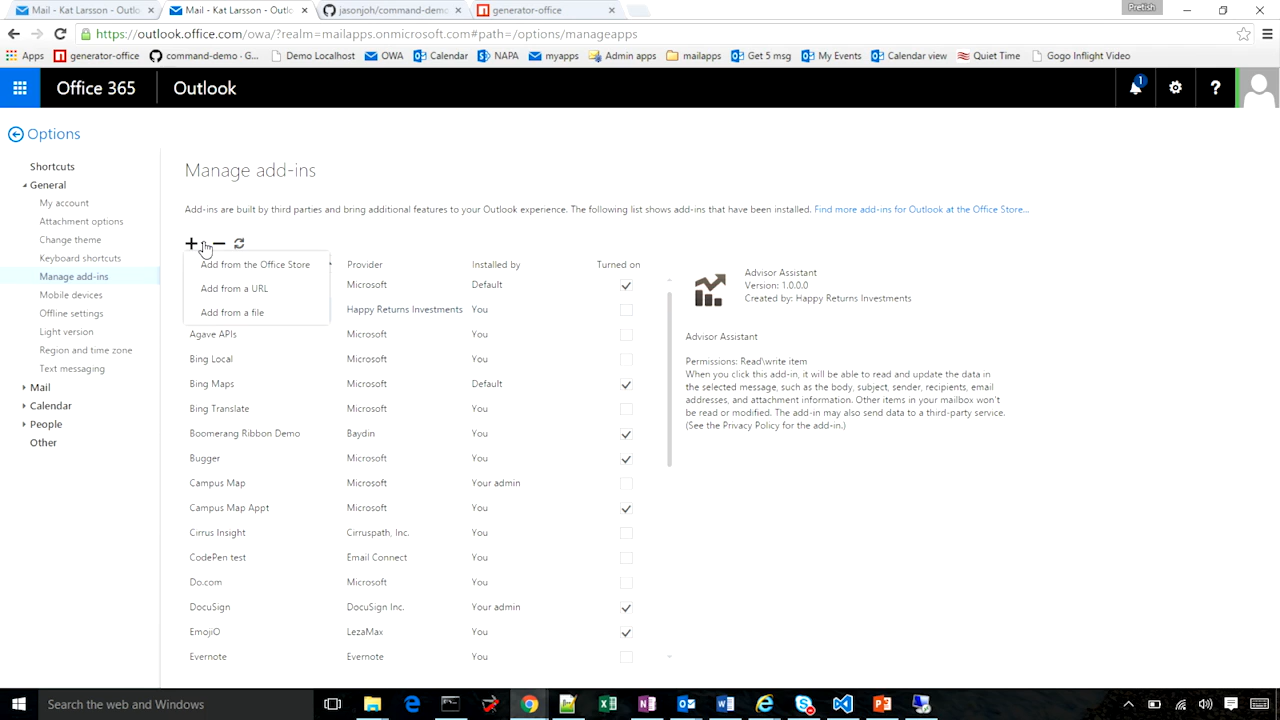 Mail - Kat Larsson - Outlo
Mail - Kat Larsson - Outlo
jasonjoh/command-demo
generator-office
Pretish
https://outlook.office.com/owa/?realm=mailapps.onmicrosoft.com#path=/options/manageapps
Apps
generator-office
command-demo - G...
Demo Localhost
OWA
Calendar
NAPA
myapps
Admin apps
mailapps
Get 5 msg
My Events
Calendar view
Quiet Time
Gogo Inflight Video
Office 365
Outlook
1
?
Options
Shortcuts
General
My account
Attachment options
Change theme
Keyboard shortcuts
Manage add-ins
Mobile devices
Offline settings
Light version
Region and time zone
Text messaging
Mail
Calendar
People
Other
Manage add-ins
Add-ins are built by third parties and bring additional features to your Outlook experience. The following list shows add-ins that have been installed. Find more add-ins for Outlook at the Office Store...
Add from the Office Store
Add from a URL
Add from a file
Provider Installed by Turned on
Microsoft Default
Happy Returns Investments You
Agave APIs Microsoft You
Bing Local Microsoft You
Bing Maps Microsoft Default
Bing Translate Microsoft You
Boomerang Ribbon Demo Baydin You
Bugger Microsoft You
Campus Map Microsoft Your admin
Campus Map Appt Microsoft You
Cirrus Insight Cirruspath, Inc. You
CodePen test Email Connect You
Do.com Microsoft You
DocuSign DocuSign Inc. Your admin
EmojiO LezaMax You
Evernote Evernote You
Advisor Assistant
Version: 1.0.0.0
Created by: Happy Returns Investments
Advisor Assistant
Permissions: Read\write item
When you click this add-in, it will be able to read and update the data in
the selected message, such as the body, subject, sender, recipients, email
addresses, and attachment information. Other items in your mailbox won't
be read or modified. The add-in may also send data to a third-party service.
(See the Privacy Policy for the add-in.)
Search the web and Windows